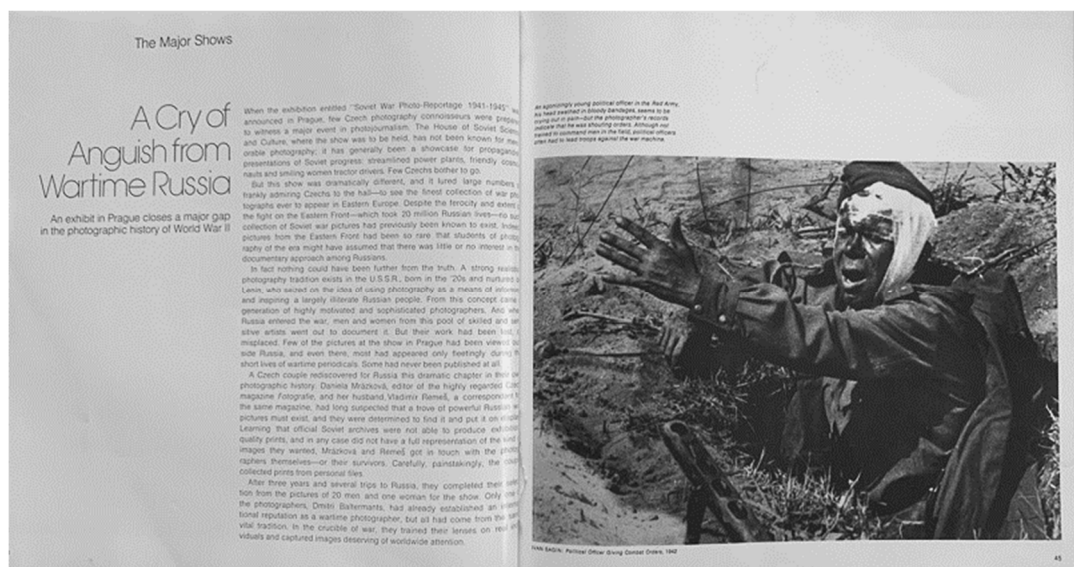 The Major Shows
A Cry of
Anguish from
Wartime Russia
An exhibit in Prague closes a major gap
in the photographic history of World War II
When the exhibition entitled "Soviet War Photo-Reportage 1941-1945"
announced in Prague, few Czech photography connoisseurs were
to witness a major event in photojournalism. The House of Soviet
and Culture, where the show was to be held, has not been known for
orable photography; it has generally been a showcase for
presentations of Soviet progress: streamlined power plants, friendly
nauts and smiling women tractor drivers. Few Czechs bother to go.
But this show was dramatically different, and it lured large numbers
frankly admiring Czechs to the hall—to see the finest collection of war
tographs ever to appear in Eastern Europe. Despite the ferocity and
the fight on the Eastern Front—which took 20 million Russian lives—no
collection of Soviet war pictures had previously been known to exist.
pictures from the Eastern Front had been so rare that students of
raphy of the era might have assumed that there was little or no interest in
documentary approach among Russians.
In fact nothing could have been further from the truth. A strong
photography tradition exists in the U.S.S.R., born in the '20s and nurtured
Lenin, who seized on the idea of using photography as a means of
and inspiring a largely illiterate Russian people. From this concept came
generation of highly motivated and sophisticated photographers. And
Russia entered the war, men and women from this pool of skilled and
sitive artists went out to document it. But their work had been
misplaced. Few of the pictures at the show in Prague had been viewed
side Russia, and even there, most had appeared only fleetingly during
short lives of wartime periodicals. Some had never been published at all.
A Czech couple rediscovered for Russia this dramatic chapter in their
photographic history. Daniela Mrázková, editor of the highly regarded
magazine Fotografie, and her husband, Vladimír Remeš, a correspondent
the same magazine, had long suspected that a trove of powerful Russian
pictures must exist, and they were determined to find it and put it on
Learning that official Soviet archives were not able to produce
quality prints, and in any case did not have a full representation of the
images they wanted, Mrázková and Remeš got in touch with the
raphers themselves—or their survivors. Carefully, painstakingly, the
collected prints from personal files.
After three years and several trips to Russia, they completed their
tion from the pictures of 20 men and one woman for the show. Only
the photographers, Dmitri Baltermants, had already established an
tional reputation as a wartime photographer, but all had come from the
vital tradition. In the crucible of war, they trained their lenses on
viduals and captured images deserving of worldwide attention.
An agonizingly young political officer in the Red Army,
his head swathed in bloody bandages, seems to be
crying out in pain—but the photographer's records
indicate that he was shouting orders. Although not
trained to command men in the field, political officers
often had to lead troops against the war machine.
IVAN SAGIN: Political Officer Giving Combat Orders, 1942
45